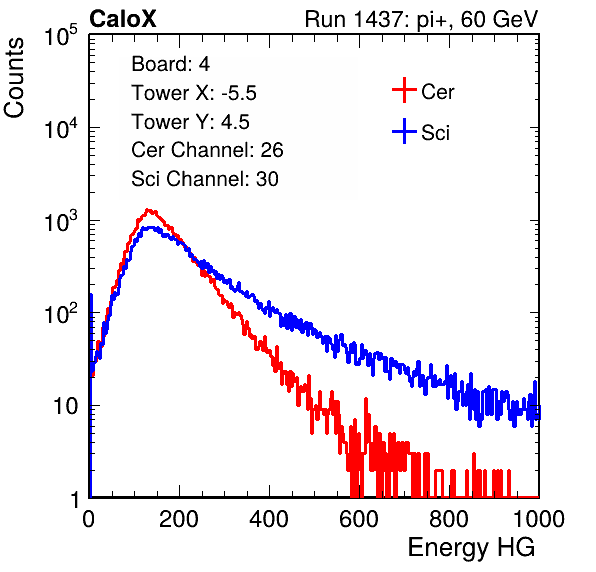 CaloX Run 1437: pi+, 60 GeV
Counts
10^5
10^4
10^3
10^2
10
1
Board: 4
Tower X: -5.5
Tower Y: 4.5
Cer Channel: 26
Sci Channel: 30
Cer
Sci
0 200 400 600 800 1000
Energy HG